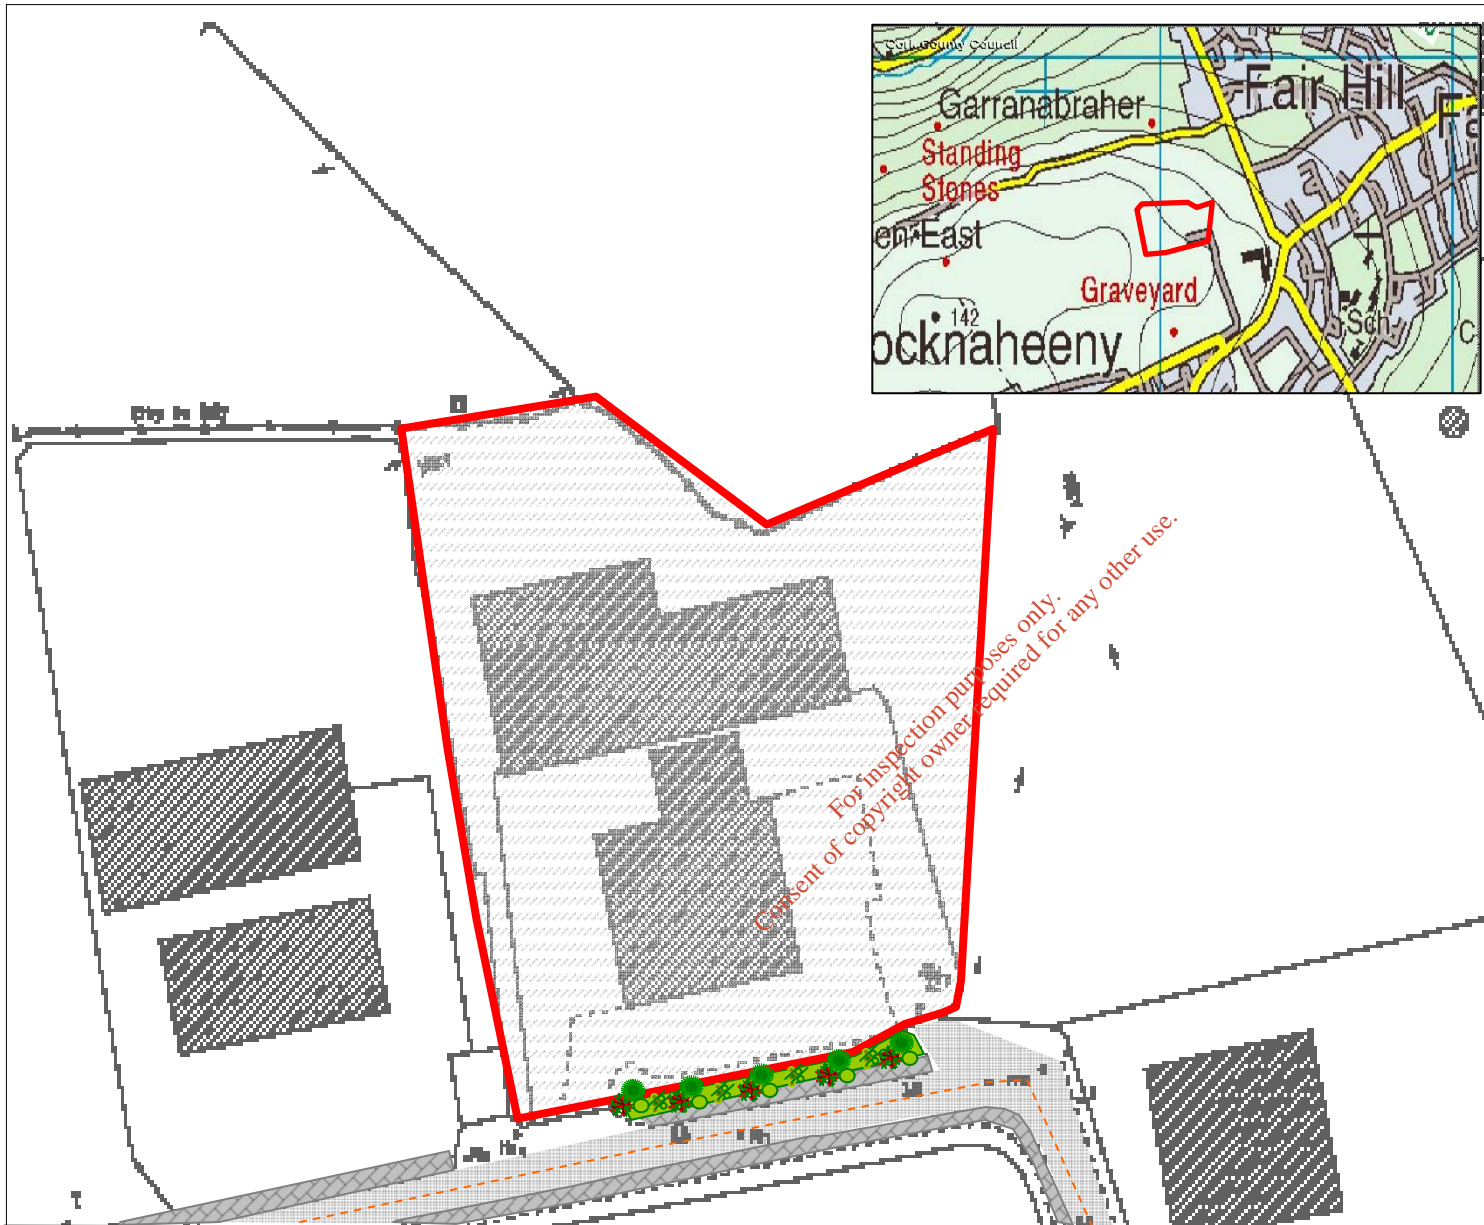 Cork County Council
Fair Hill
Garranabraher
Standing
Stones
en East
Graveyard
142
ocknaheeny
Sch
C
Fa
For inspection purposes only.
Consent of copyright owner required for any other use.